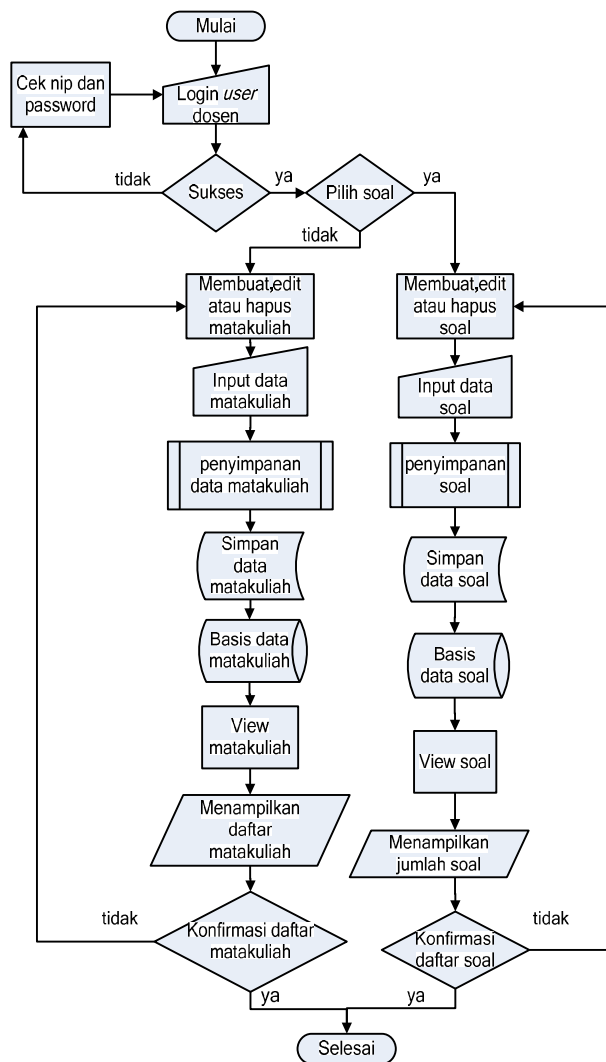 Mulai
Cek nip dan
password
Login user
dosen
tidak
Sukses
ya
Pilih soal
ya
tidak
Membuat,edit
atau hapus
matakuliah
Membuat,edit
atau hapus
soal
Input data
matakuliah
Input data
soal
penyimpanan
data matakuliah
penyimpanan
soal
Simpan
data
matakuliah
Simpan
data soal
Basis data
matakuliah
Basis
data soal
View
matakuliah
View soal
Menampilkan
daftar
matakuliah
Menampilkan
jumlah soal
tidak
Konfirmasi daftar
matakuliah
Konfirmasi
daftar soal
tidak
ya
ya
Selesai